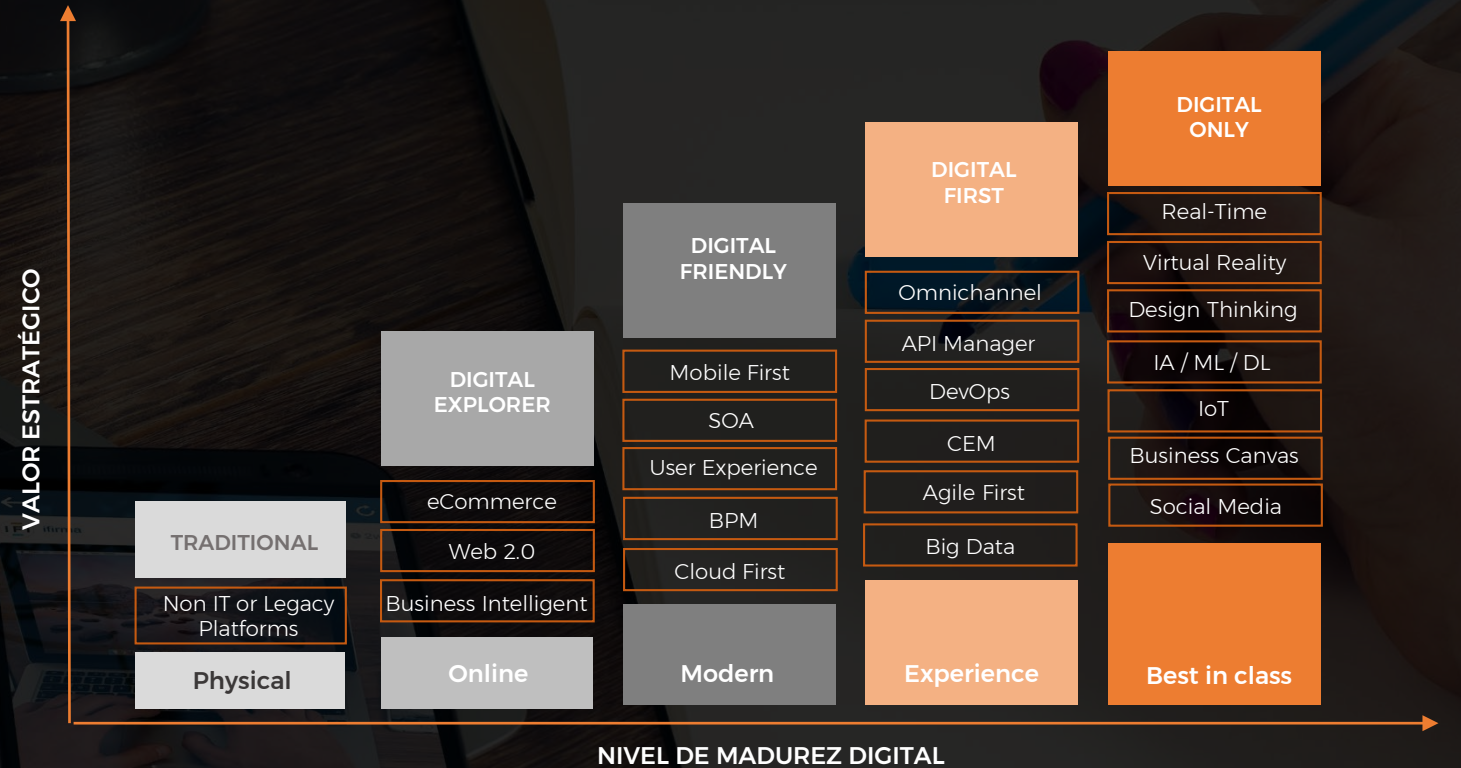 VALOR ESTRATÉGICO
TRADITIONAL
Non IT or Legacy
Platforms
Physical
DIGITAL
EXPLORER
eCommerce
Web 2.0
Business Intelligent
Online
DIGITAL
FRIENDLY
Mobile First
SOA
User Experience
BPM
Cloud First
Modern
DIGITAL
FIRST
Omnichannel
API Manager
DevOps
CEM
Agile First
Big Data
Experience
DIGITAL
ONLY
Real-Time
Virtual Reality
Design Thinking
IA / ML / DL
IoT
Business Canvas
Social Media
Best in class
NIVEL DE MADUREZ DIGITAL